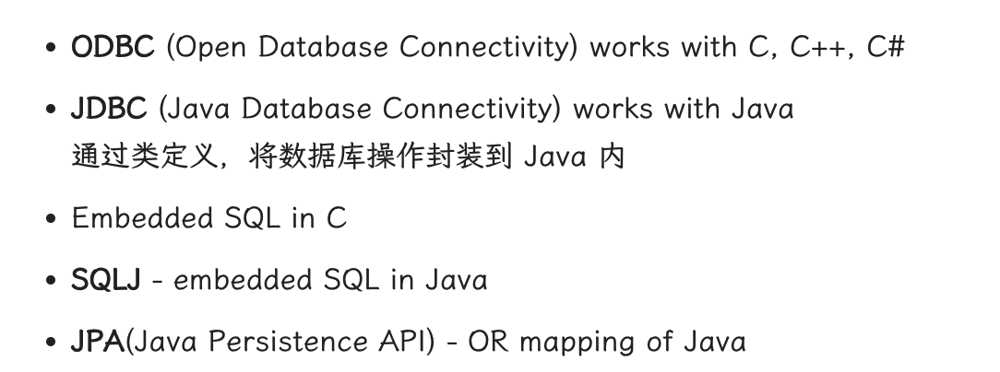 • ODBC (Open Database Connectivity) works with C, C++, C#
• JDBC (Java Database Connectivity) works with Java
通过类定义，将数据库操作封装到 Java 内
• Embedded SQL in C
• SQLJ - embedded SQL in Java
• JPA(Java Persistence API) - OR mapping of Java